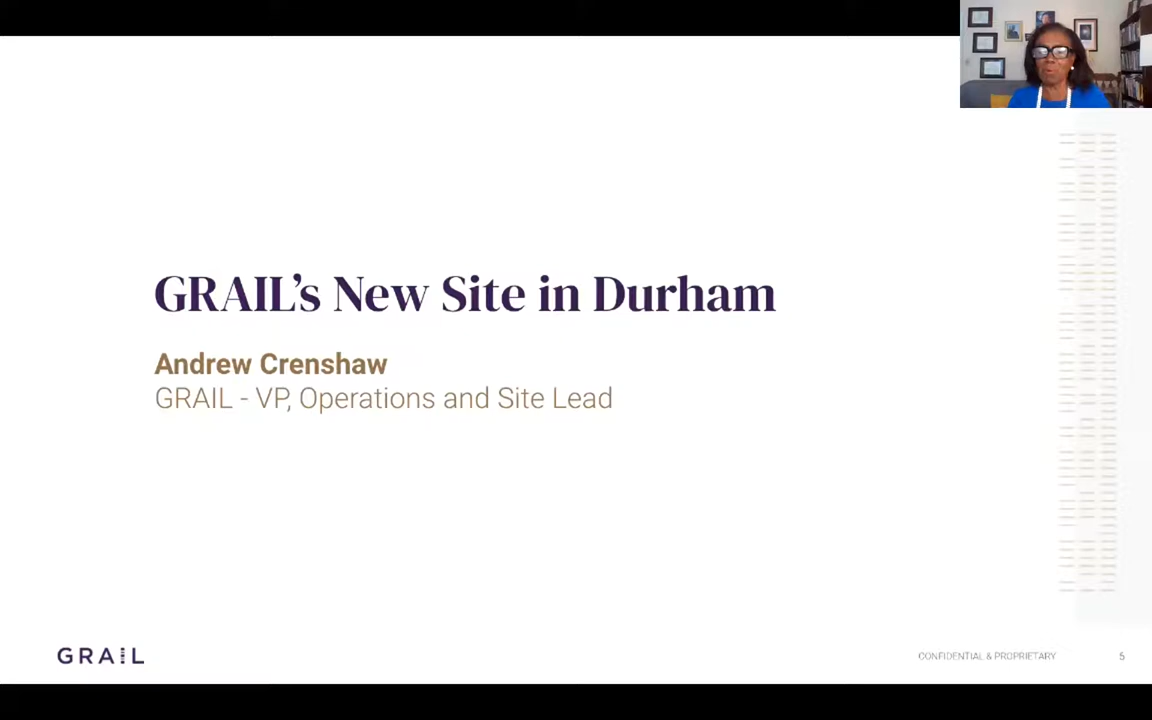 GRAIL's New Site in Durham
Andrew Crenshaw
GRAIL - VP, Operations and Site Lead
GRAIL
CONFIDENTIAL & PROPRIETARY
5